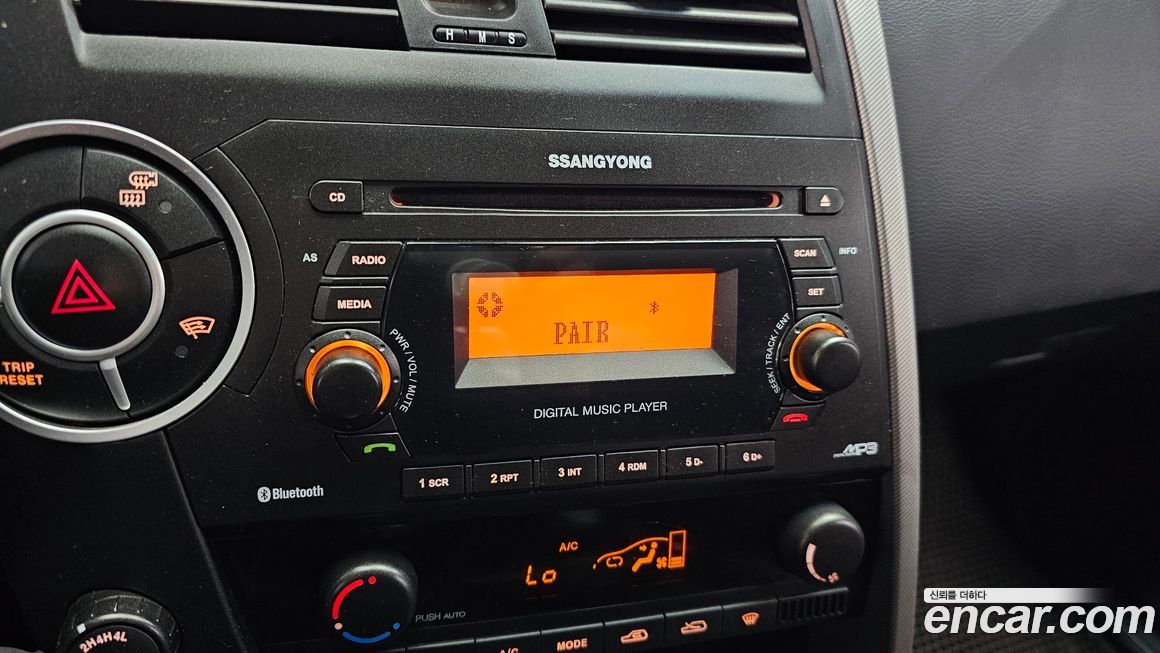 H M S
SSANGYONG
CD
AS
RADIO
SCAN
INFO
MEDIA
SET
PAIR
PWR / VOL / MUTE
SEEK / TRACK / ENT
TRIP
RESET
DIGITAL MUSIC PLAYER
MP3
1 SCR
2 RPT
3 INT
4 RDM
5 D-
6 D+
Bluetooth
A/C
Lo
PUSH AUTO
2H4H4L
A/C
MODE
신뢰를 더하다
encar.com